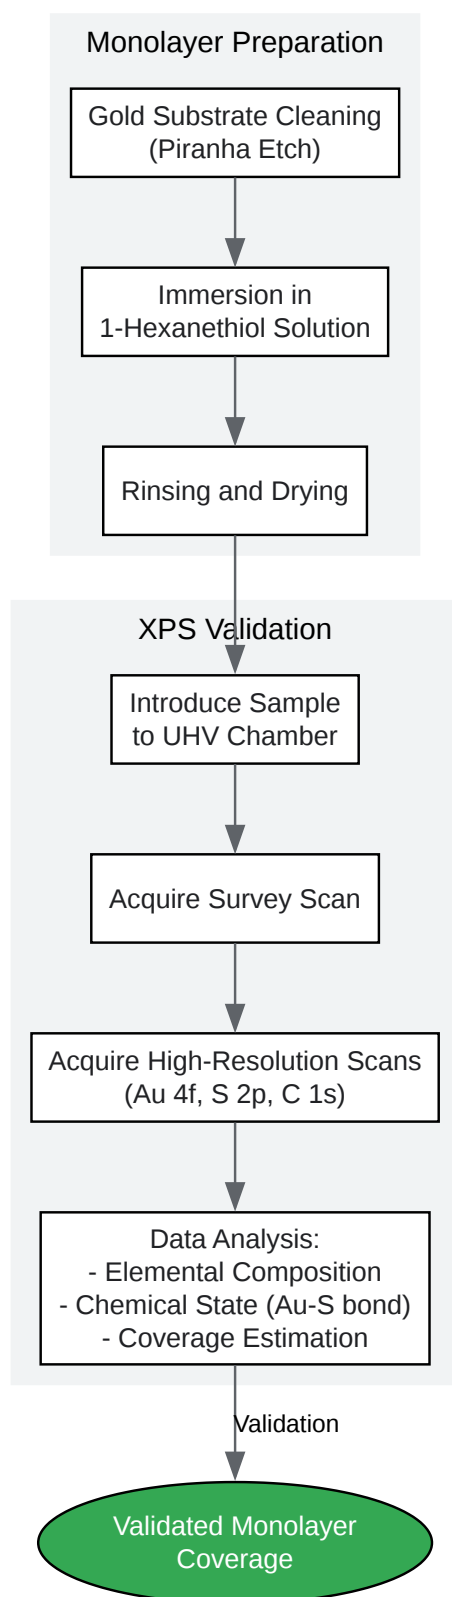 Monolayer Preparation
Gold Substrate Cleaning
(Piranha Etch)
Immersion in
1-Hexanethiol Solution
Rinsing and Drying
XPS Validation
Introduce Sample
to UHV Chamber
Acquire Survey Scan
Acquire High-Resolution Scans
(Au 4f, S 2p, C 1s)
Data Analysis:
- Elemental Composition
- Chemical State (Au-S bond)
- Coverage Estimation
Validation
Validated Monolayer
Coverage